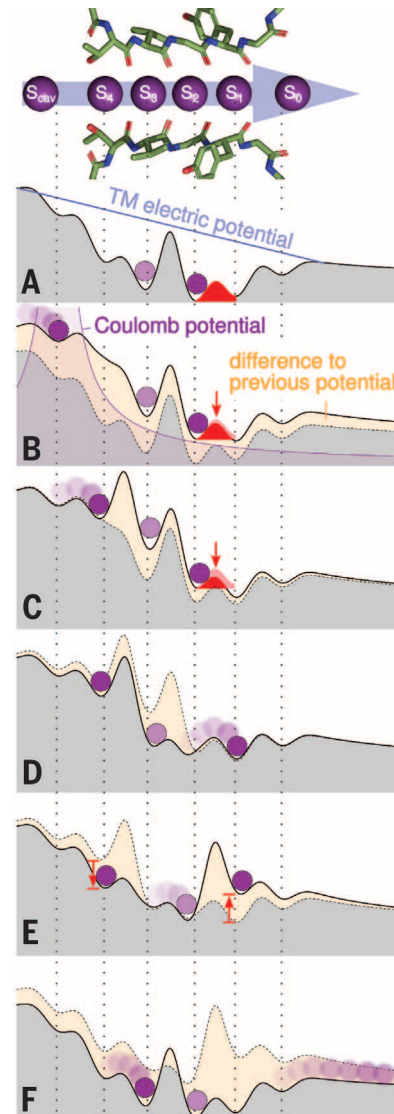 Scav S4 S3 S2 S1 S0
TM electric potential
A
Coulomb potential
difference to
previous potential
B
C
D
E
F